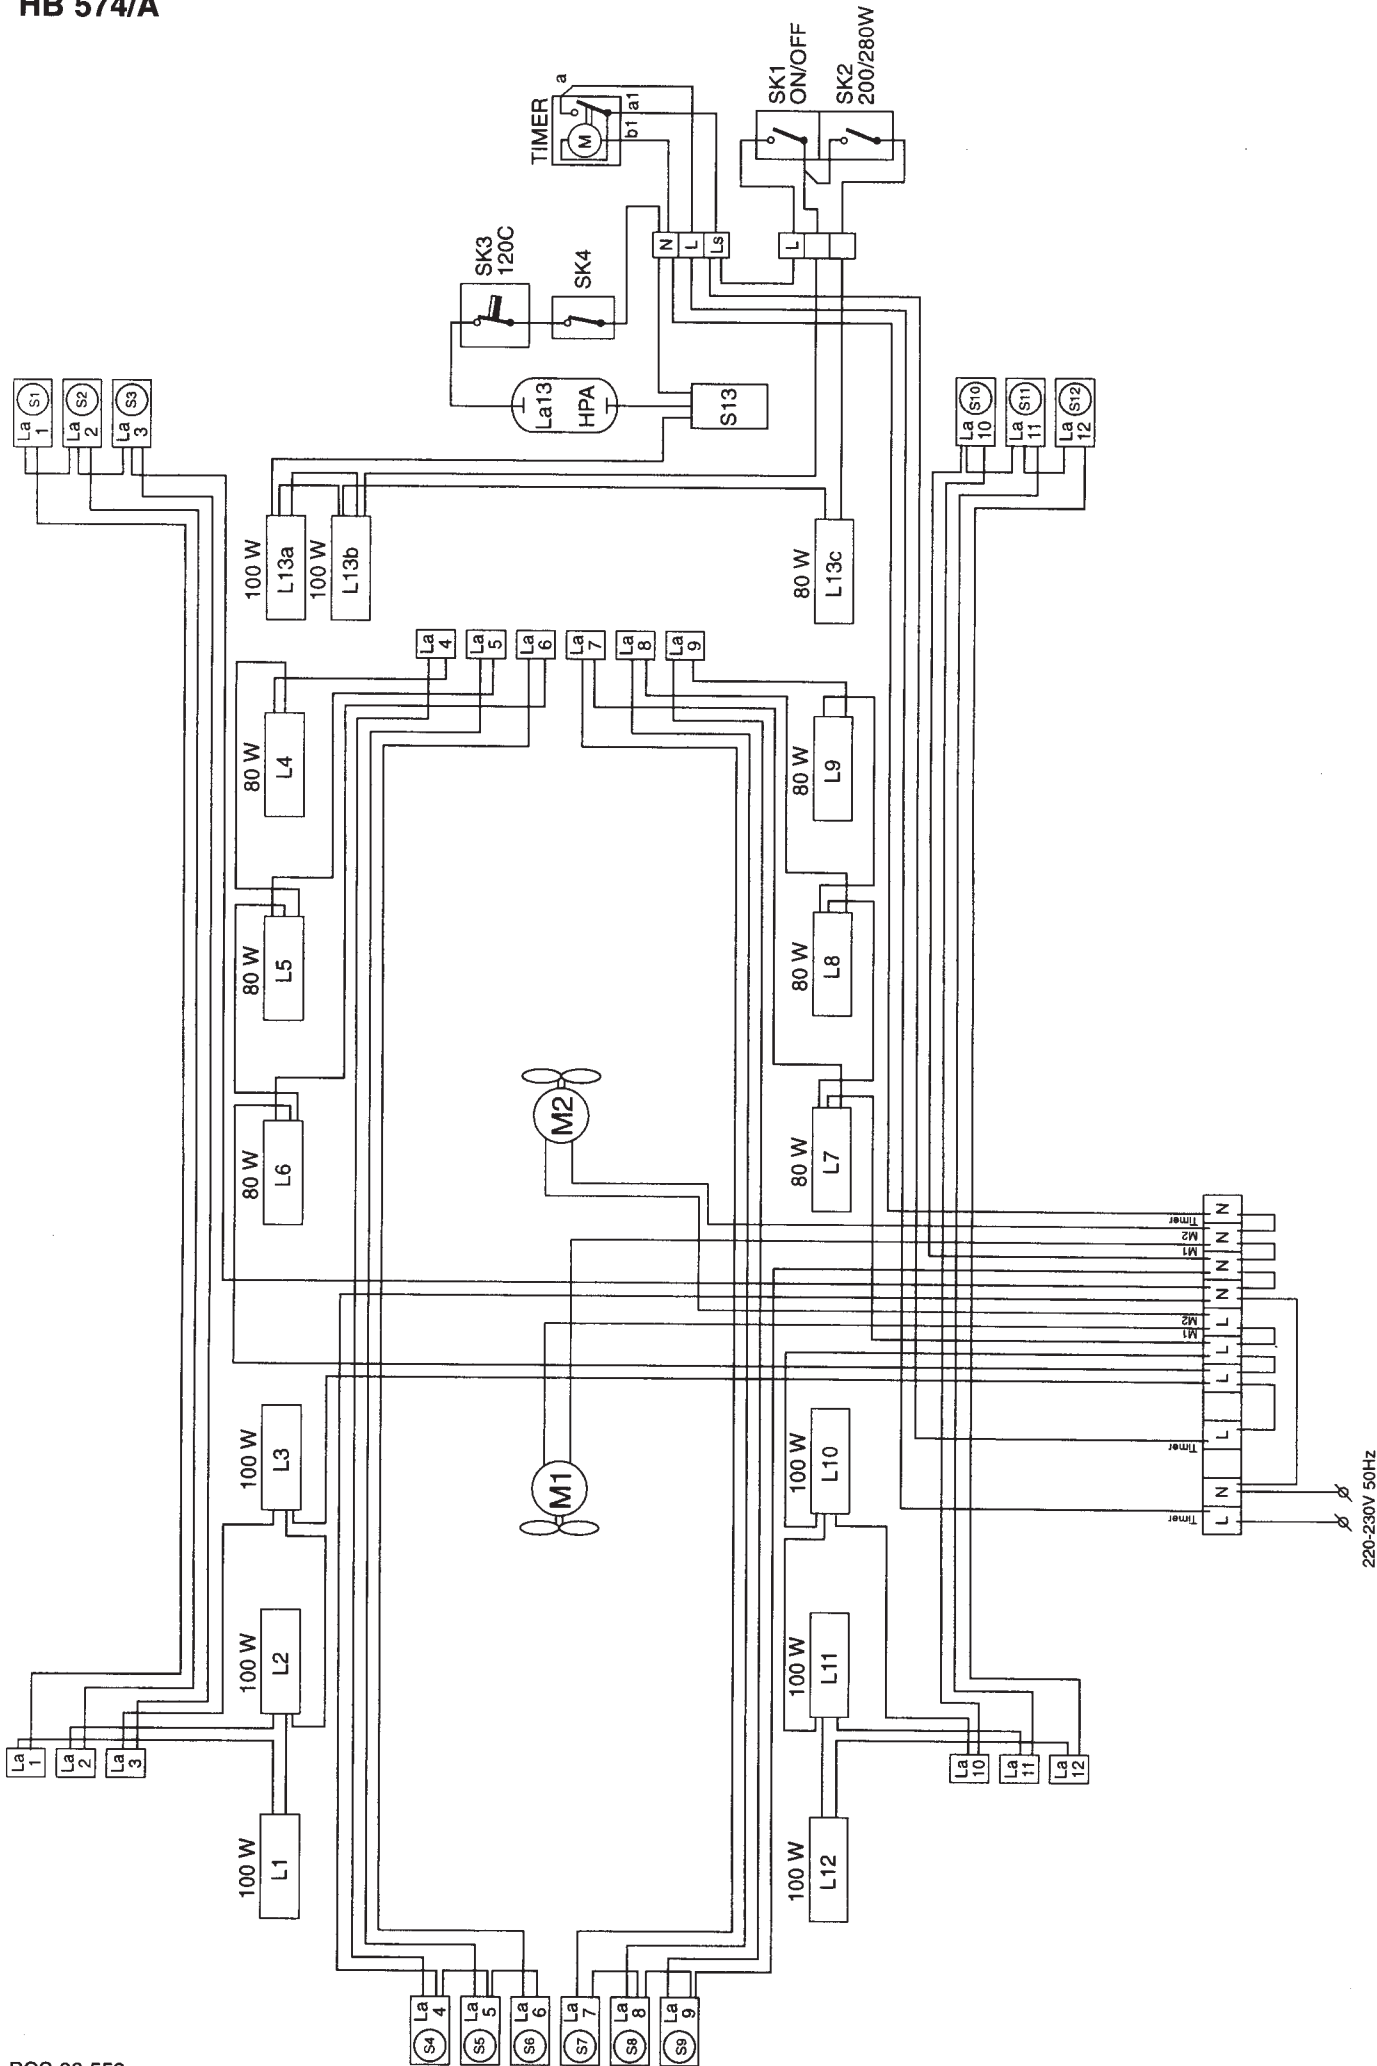 HB 574/A
SK1
ON/OFF
SK2
200/280W
TIMER
a
a1
b1
M
SK3
120C
SK4
N
L
Ls
L
La13
HPA
S13
La
1
S1
La
2
S2
La
3
S3
La
10
S10
La
11
S11
La
12
S12
100 W
L13a
100 W
L13b
80 W
L13c
La
4
La
5
La
6
La
7
La
8
La
9
80 W
L4
80 W
L9
80 W
L5
80 W
L8
80 W
L6
80 W
L7
M2
M1
100 W
L3
100 W
L10
100 W
L2
100 W
L11
100 W
L1
100 W
L12
Timer
N
M2
N
M1
N
N
M2
L
M1
L
L
Timer
L
N
Timer
L
220-230V 50Hz
La
1
La
2
La
3
La
10
La
11
La
12
S4
La
4
S5
La
5
S6
La
6
S7
La
7
S8
La
8
S9
La
9